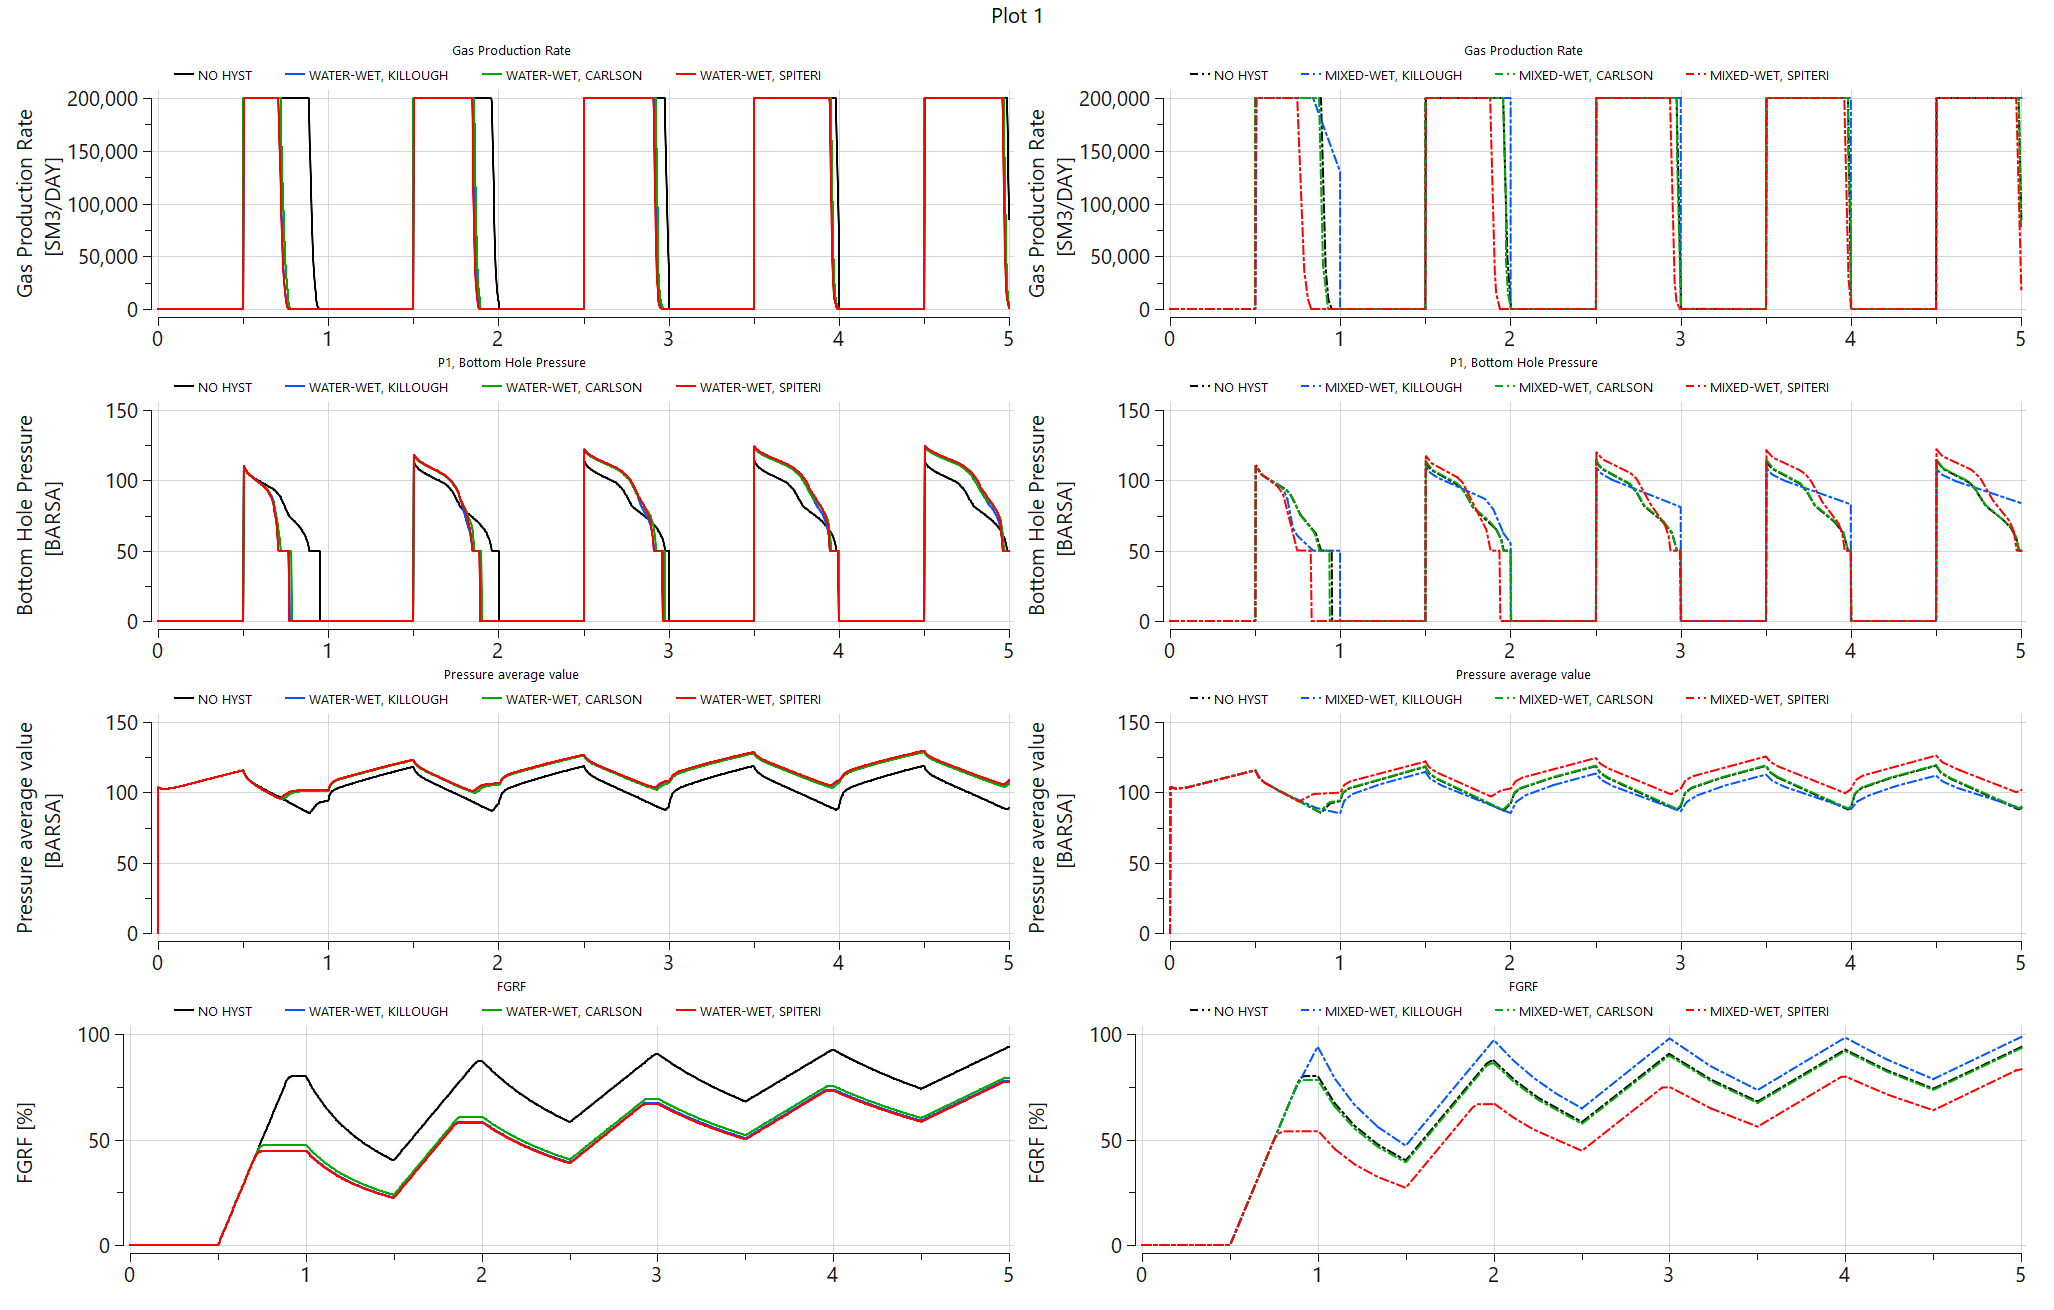 Plot 1
Gas Production Rate
NO HYST WATER-WET, KILLOUGH WATER-WET, CARLSON WATER-WET, SPITERI
Gas Production Rate
[SM3/DAY]
200,000
150,000
100,000
50,000
0
0 1 2 3 4 5
Gas Production Rate
NO HYST MIXED-WET, KILLOUGH MIXED-WET, CARLSON MIXED-WET, SPITERI
Gas Production Rate
[SM3/DAY]
200,000
150,000
100,000
50,000
0
0 1 2 3 4 5
P1, Bottom Hole Pressure
NO HYST WATER-WET, KILLOUGH WATER-WET, CARLSON WATER-WET, SPITERI
Bottom Hole Pressure
[BARSA]
150
100
50
0
0 1 2 3 4 5
P1, Bottom Hole Pressure
NO HYST MIXED-WET, KILLOUGH MIXED-WET, CARLSON MIXED-WET, SPITERI
Bottom Hole Pressure
[BARSA]
150
100
50
0
0 1 2 3 4 5
Pressure average value
NO HYST WATER-WET, KILLOUGH WATER-WET, CARLSON WATER-WET, SPITERI
Pressure average value
[BARSA]
150
100
50
0
0 1 2 3 4 5
Pressure average value
NO HYST MIXED-WET, KILLOUGH MIXED-WET, CARLSON MIXED-WET, SPITERI
Pressure average value
[BARSA]
150
100
50
0
0 1 2 3 4 5
FGRF
NO HYST WATER-WET, KILLOUGH WATER-WET, CARLSON WATER-WET, SPITERI
FGRF [%]
100
50
0
0 1 2 3 4 5
FGRF
NO HYST MIXED-WET, KILLOUGH MIXED-WET, CARLSON MIXED-WET, SPITERI
FGRF [%]
100
50
0
0 1 2 3 4 5